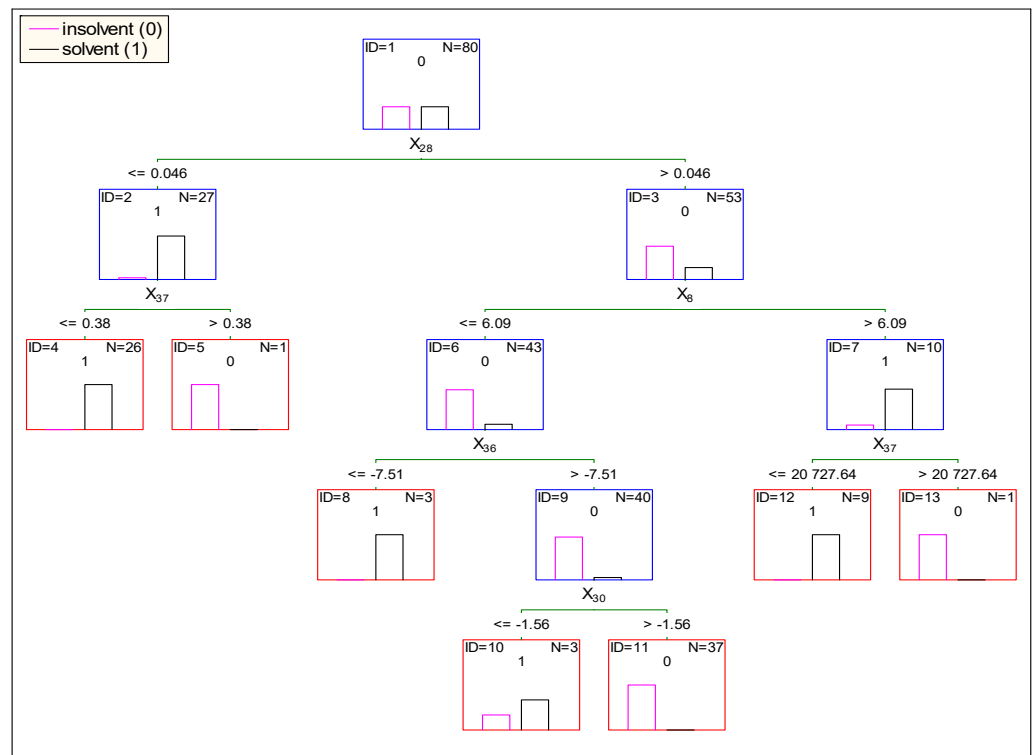 insolvent (0)
solvent (1)
ID=1 N=80
0
X28
<= 0.046 > 0.046
ID=2 N=27
1
ID=3 N=53
0
X37
X8
<= 0.38 > 0.38
<= 6.09 > 6.09
ID=4 N=26
1
ID=5 N=1
0
ID=6 N=43
0
ID=7 N=10
1
X36
X37
<= -7.51 > -7.51
<= 20 727.64 > 20 727.64
ID=8 N=3
1
ID=9 N=40
0
ID=12 N=9
1
ID=13 N=1
0
X30
<= -1.56 > -1.56
ID=10 N=3
1
ID=11 N=37
0